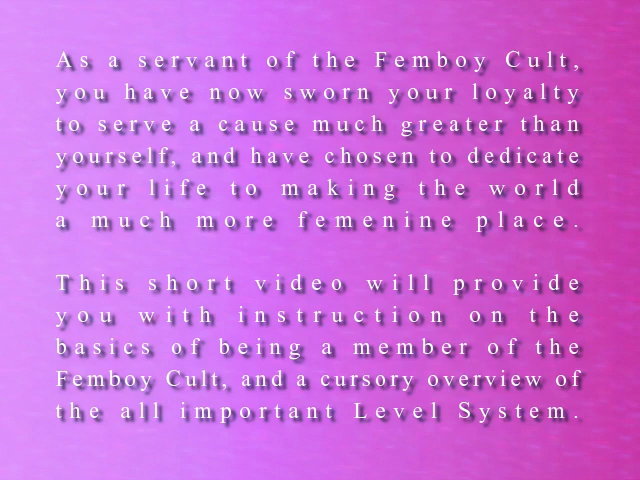 As a servant of the Femboy Cult,
you have now sworn your loyalty
to serve a cause much greater than
yourself, and have chosen to dedicate
your life to making the world
a much more femenine place.
This short video will provide
you with instruction on the
basics of being a member of the
Femboy Cult, and a cursory overview of
the all important Level System.